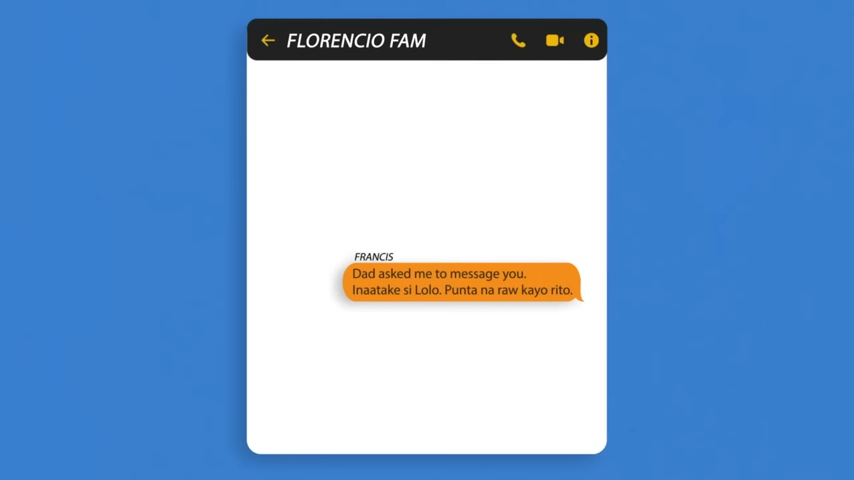 FLORENCIO FAM
FRANCIS
Dad asked me to message you.
Inaatake si Lolo. Punta na raw kayo rito.